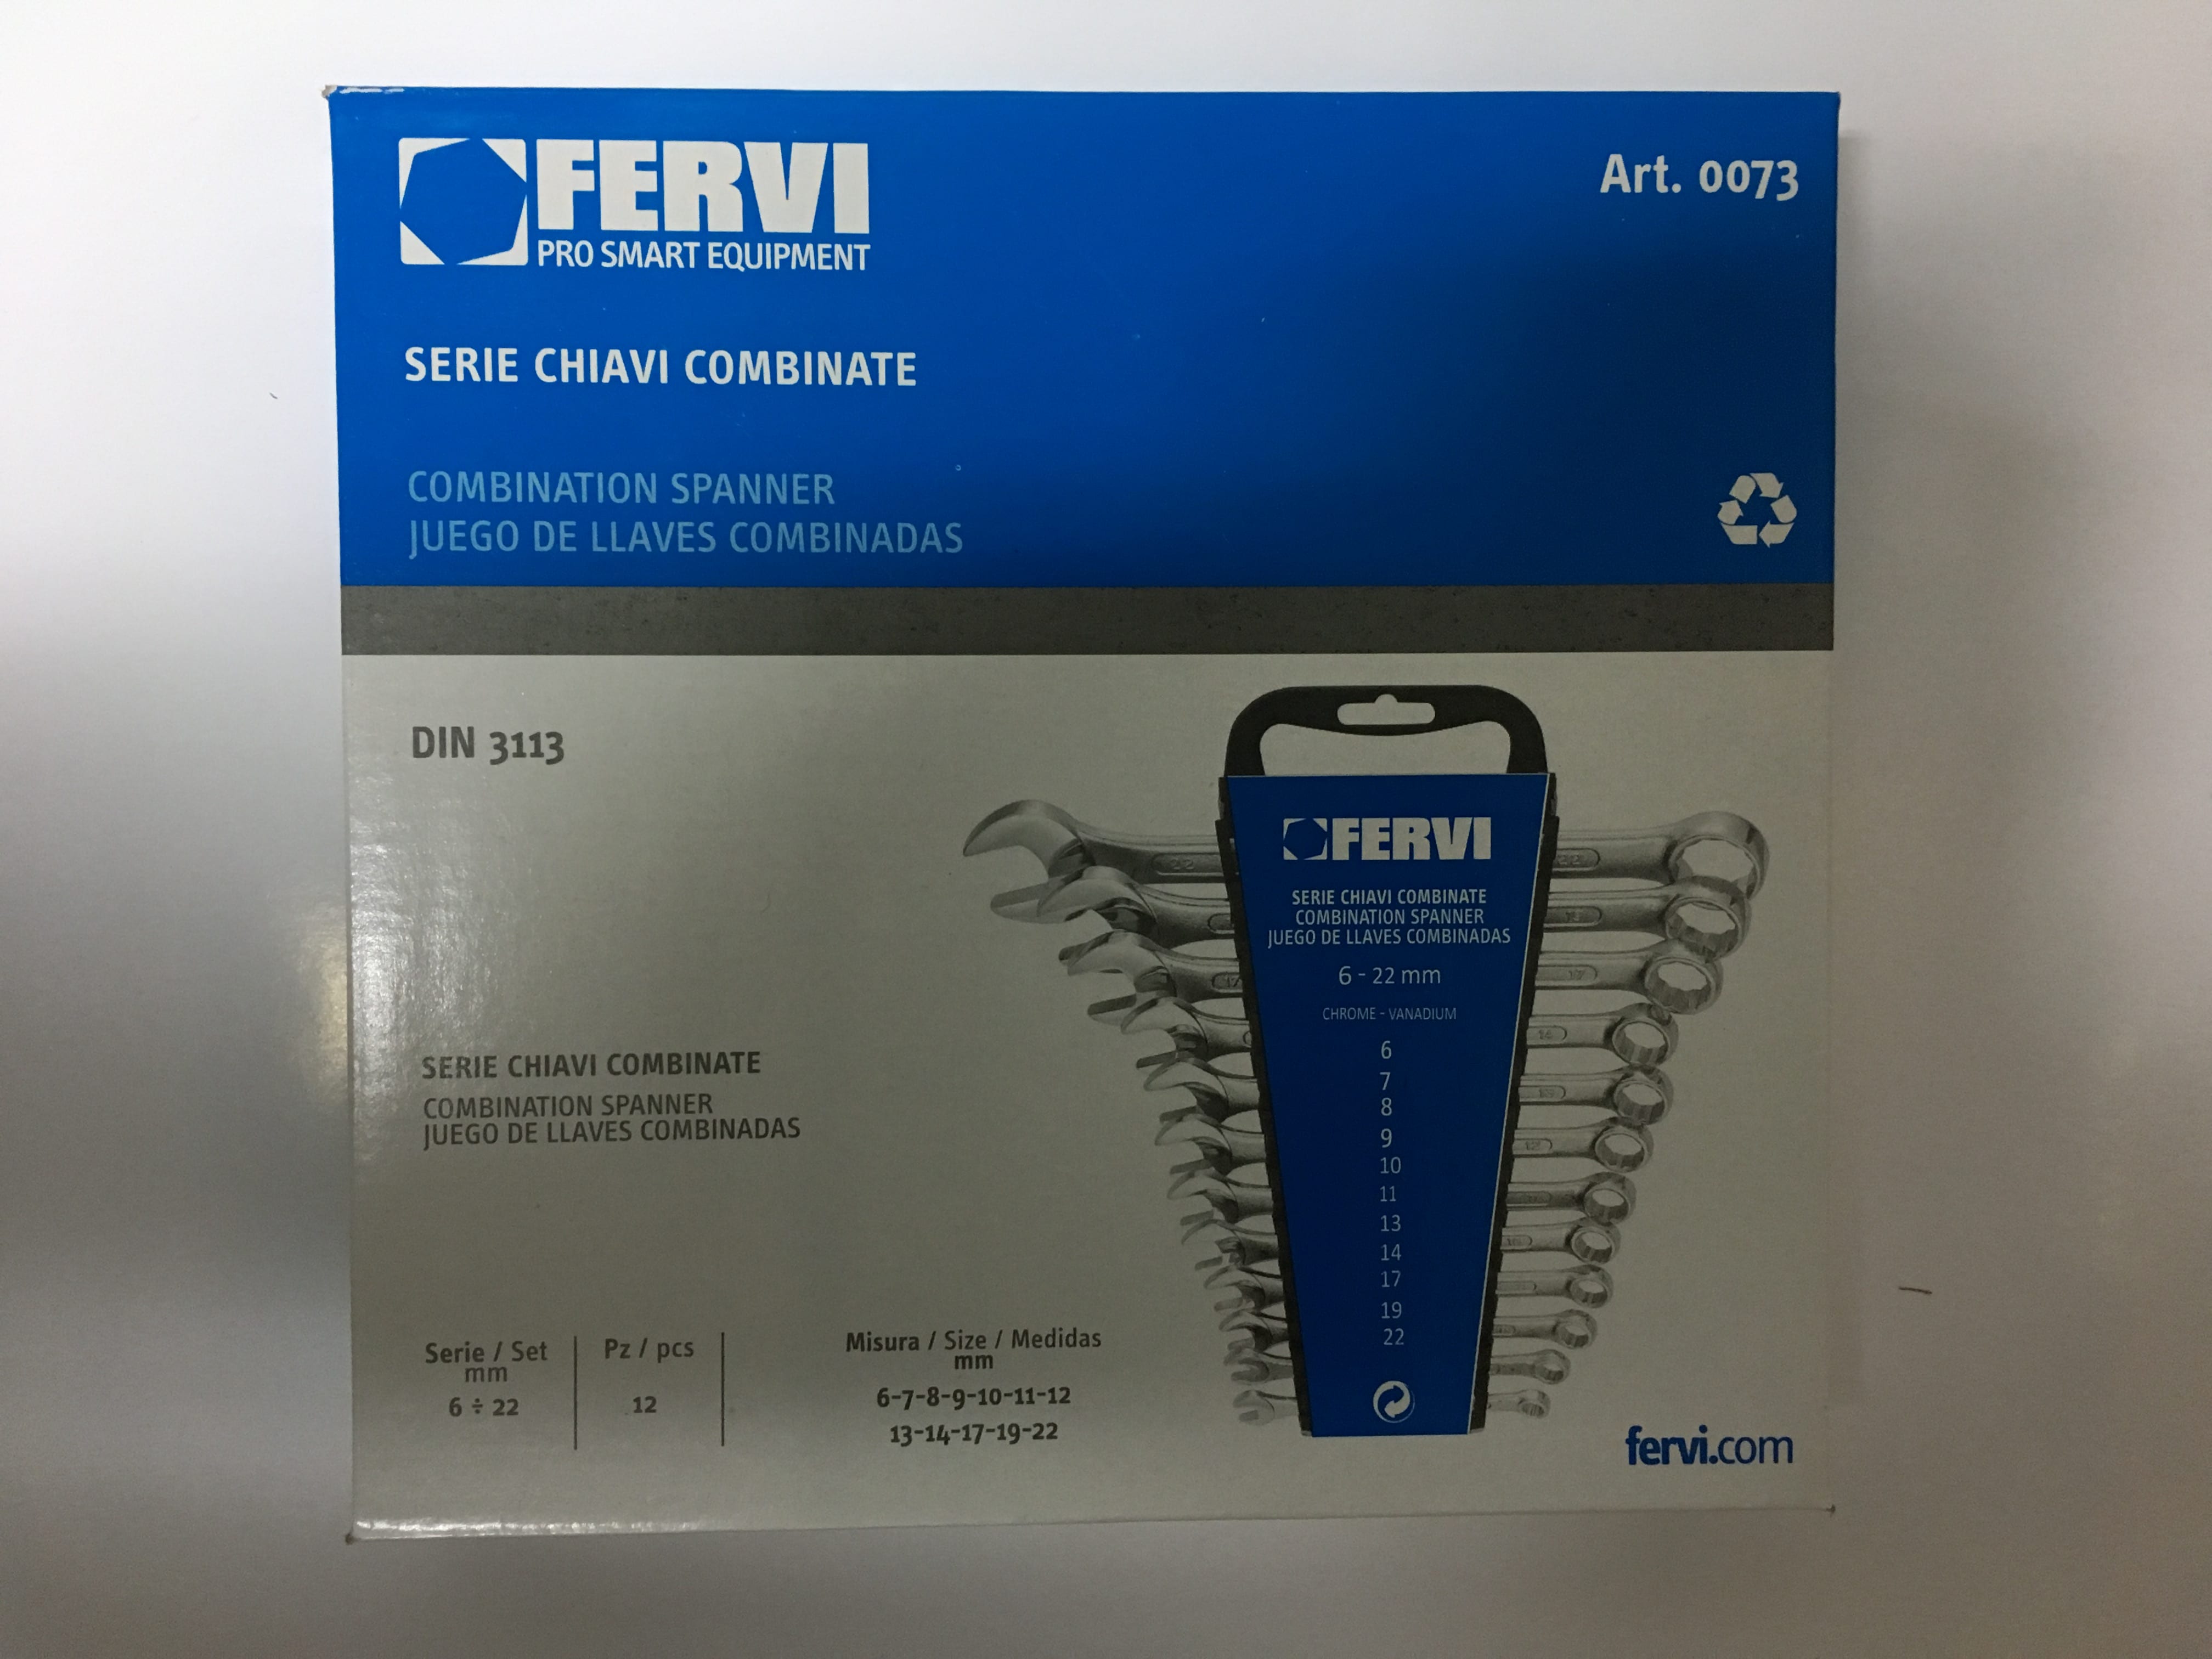 FERVI
PRO SMART EQUIPMENT
Art. 0073
SERIE CHIAVI COMBINATE
COMBINATION SPANNER
JUEGO DE LLAVES COMBINADAS
DIN 3113
SERIE CHIAVI COMBINATE
COMBINATION SPANNER
JUEGO DE LLAVES COMBINADAS
Serie / Set
mm
6 ÷ 22
Pz / pcs
12
Misura / Size / Medidas
mm
6-7-8-9-10-11-12
13-14-17-19-22
FERVI
SERIE CHIAVI COMBINATE
COMBINATION SPANNER
JUEGO DE LLAVES COMBINADAS
6 - 22 mm
CHROME - VANADIUM
6
7
8
9
10
11
13
14
17
19
22
22
22
17
17
fervi.com